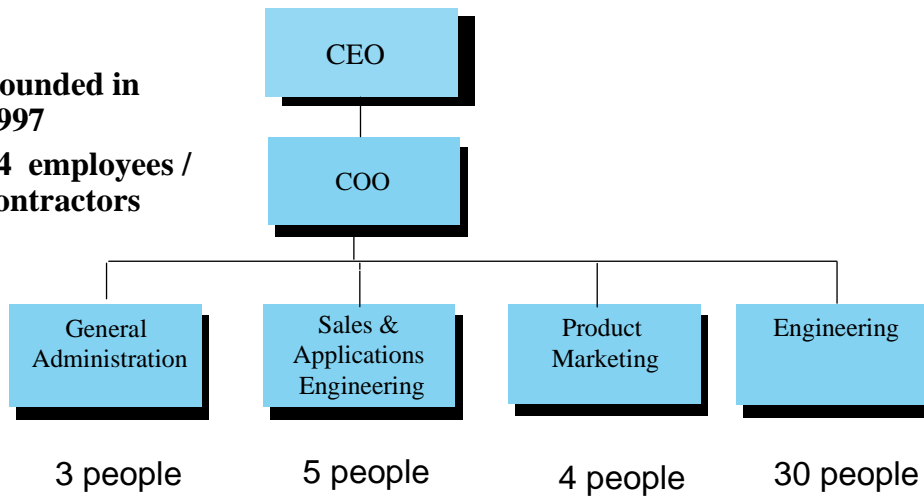 ounded in
997
4 employees /
ontractors
CEO
COO
General
Administration
Sales &
Applications
Engineering
Product
Marketing
Engineering
3 people
5 people
4 people
30 people